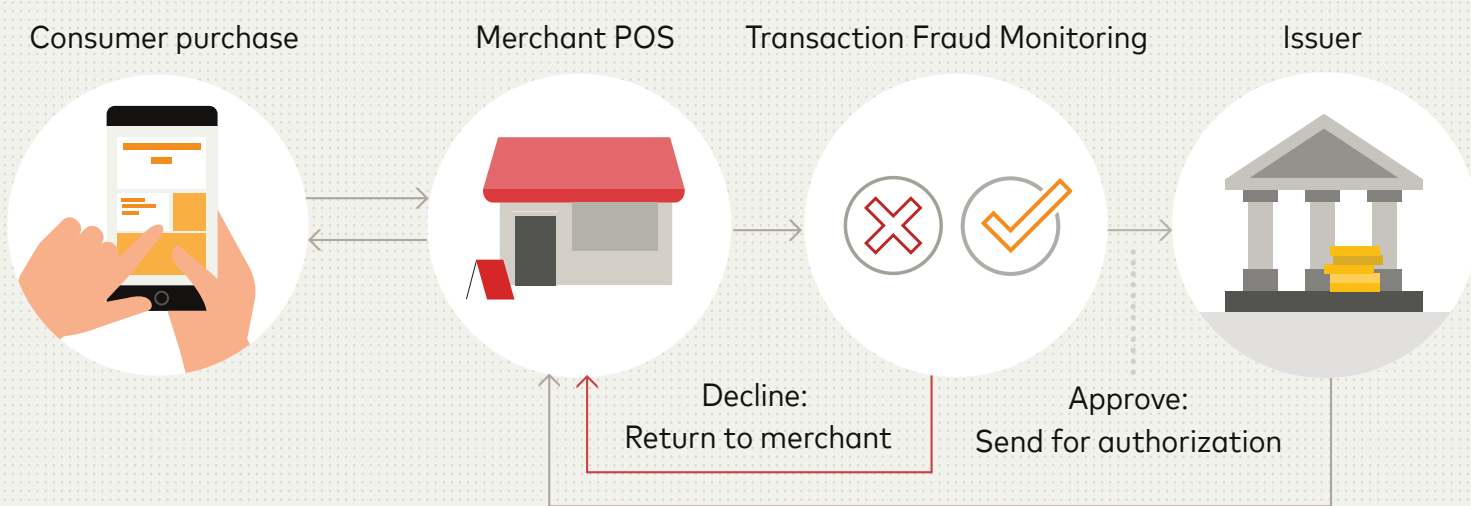 Consumer purchase
Merchant POS
Transaction Fraud Monitoring
Issuer
Decline:
Return to merchant
Approve:
Send for authorization